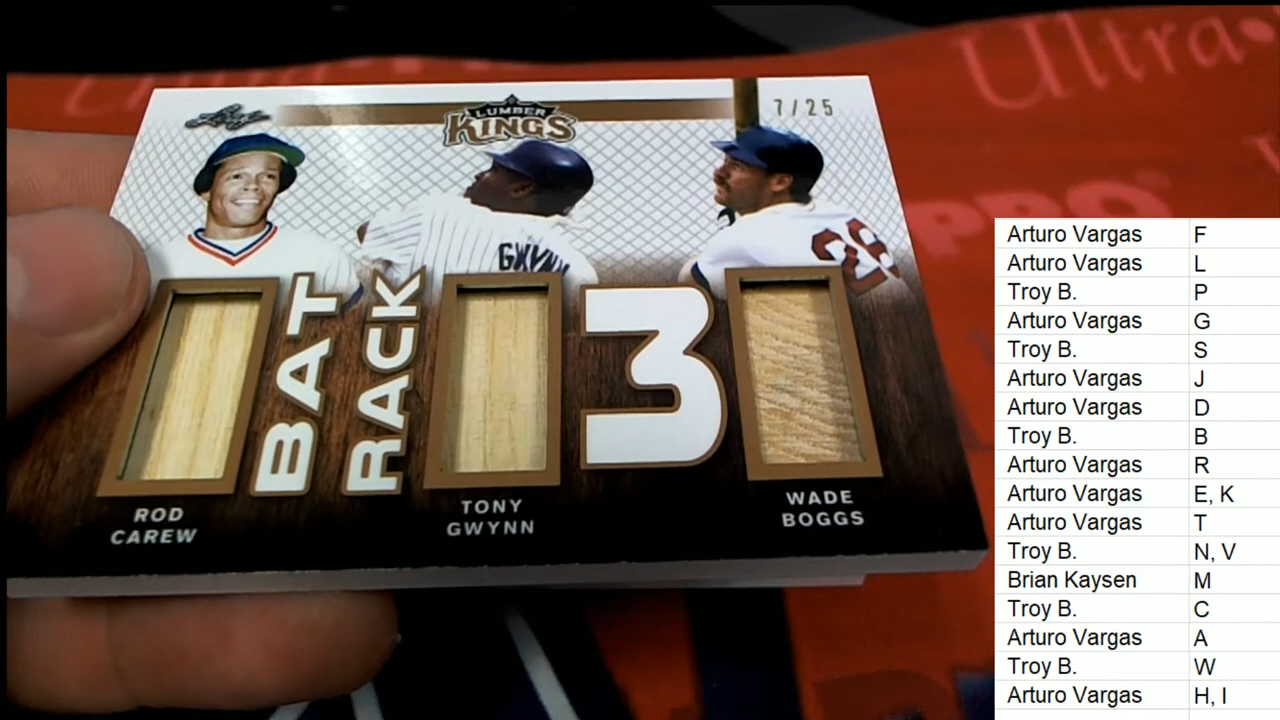 Ultra
PRO
Leaf
LUMBER
KINGS
7/25
GWYNN
26
BAT
RACK
3
ROD
CAREW
TONY
GWYNN
WADE
BOGGS
Arturo Vargas F
Arturo Vargas L
Troy B. P
Arturo Vargas G
Troy B. S
Arturo Vargas J
Arturo Vargas D
Troy B. B
Arturo Vargas R
Arturo Vargas E, K
Arturo Vargas T
Troy B. N, V
Brian Kaysen M
Troy B. C
Arturo Vargas A
Troy B. W
Arturo Vargas H, I